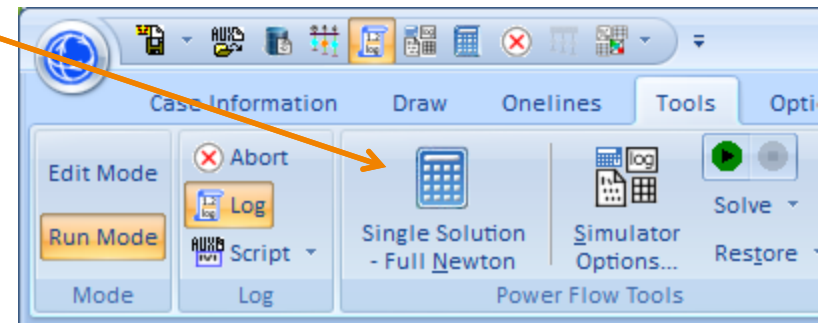 Case Information Draw Onelines Tools Opti
Edit Mode
Run Mode
Mode
Abort
Log
Script
Log
Single Solution
- Full Newton
Simulator
Options...
Solve
Restore
Power Flow Tools